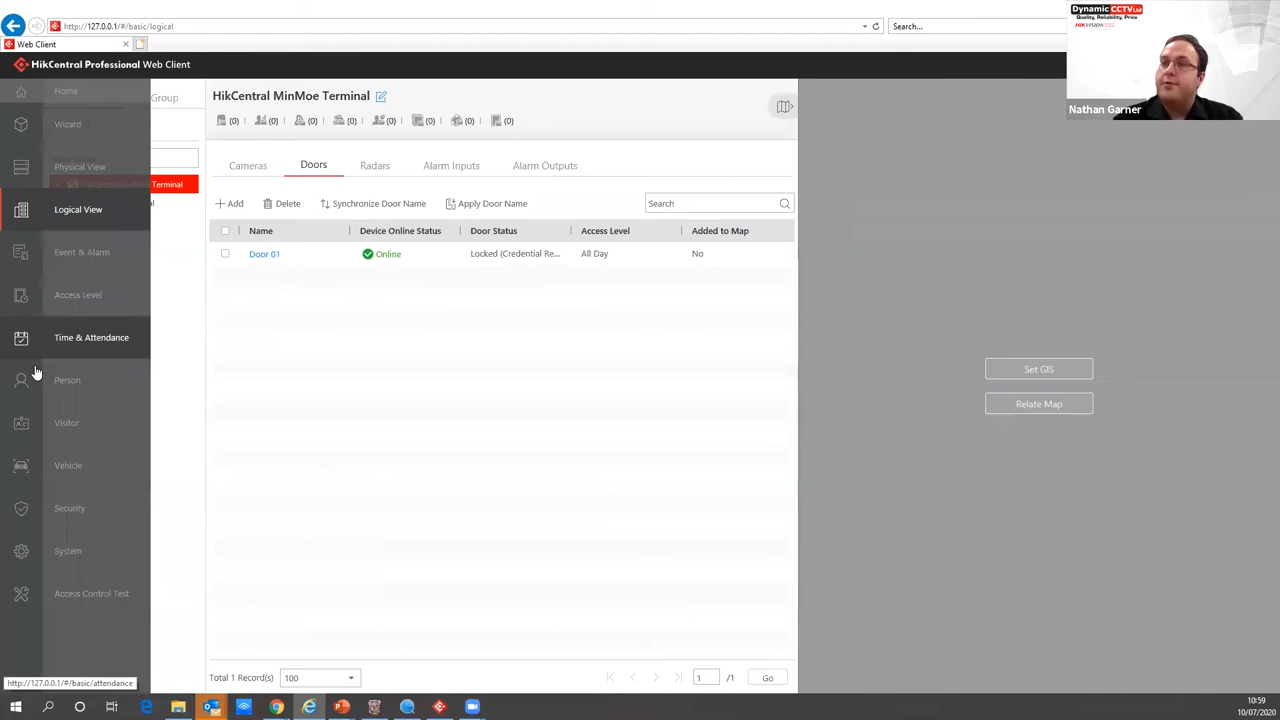 http://127.0.0.1/#/basic/logical
Search...
Web Client
HikCentral Professional Web Client
Dynamic CCTV Ltd
Quality, Reliability, Price
HIKVISION
Nathan Garner
Home
Wizard
Physical View
Logical View
Event & Alarm
Access Level
Time & Attendance
Person
Visitor
Vehicle
Security
System
Access Control Test
Group
Terminal
HikCentral MinMoe Terminal
(0) (0) (0) (0) (0) (0) (0) (0)
Cameras Doors Radars Alarm Inputs Alarm Outputs
Add Delete Synchronize Door Name Apply Door Name Search
Name Device Online Status Door Status Access Level Added to Map
Door 01 Online Locked (Credential Re... All Day No
Set GIS
Relate Map
Total 1 Record(s) 100 1 /1 Go
http://127.0.0.1/#/basic/attendance
10:59
10/07/2020